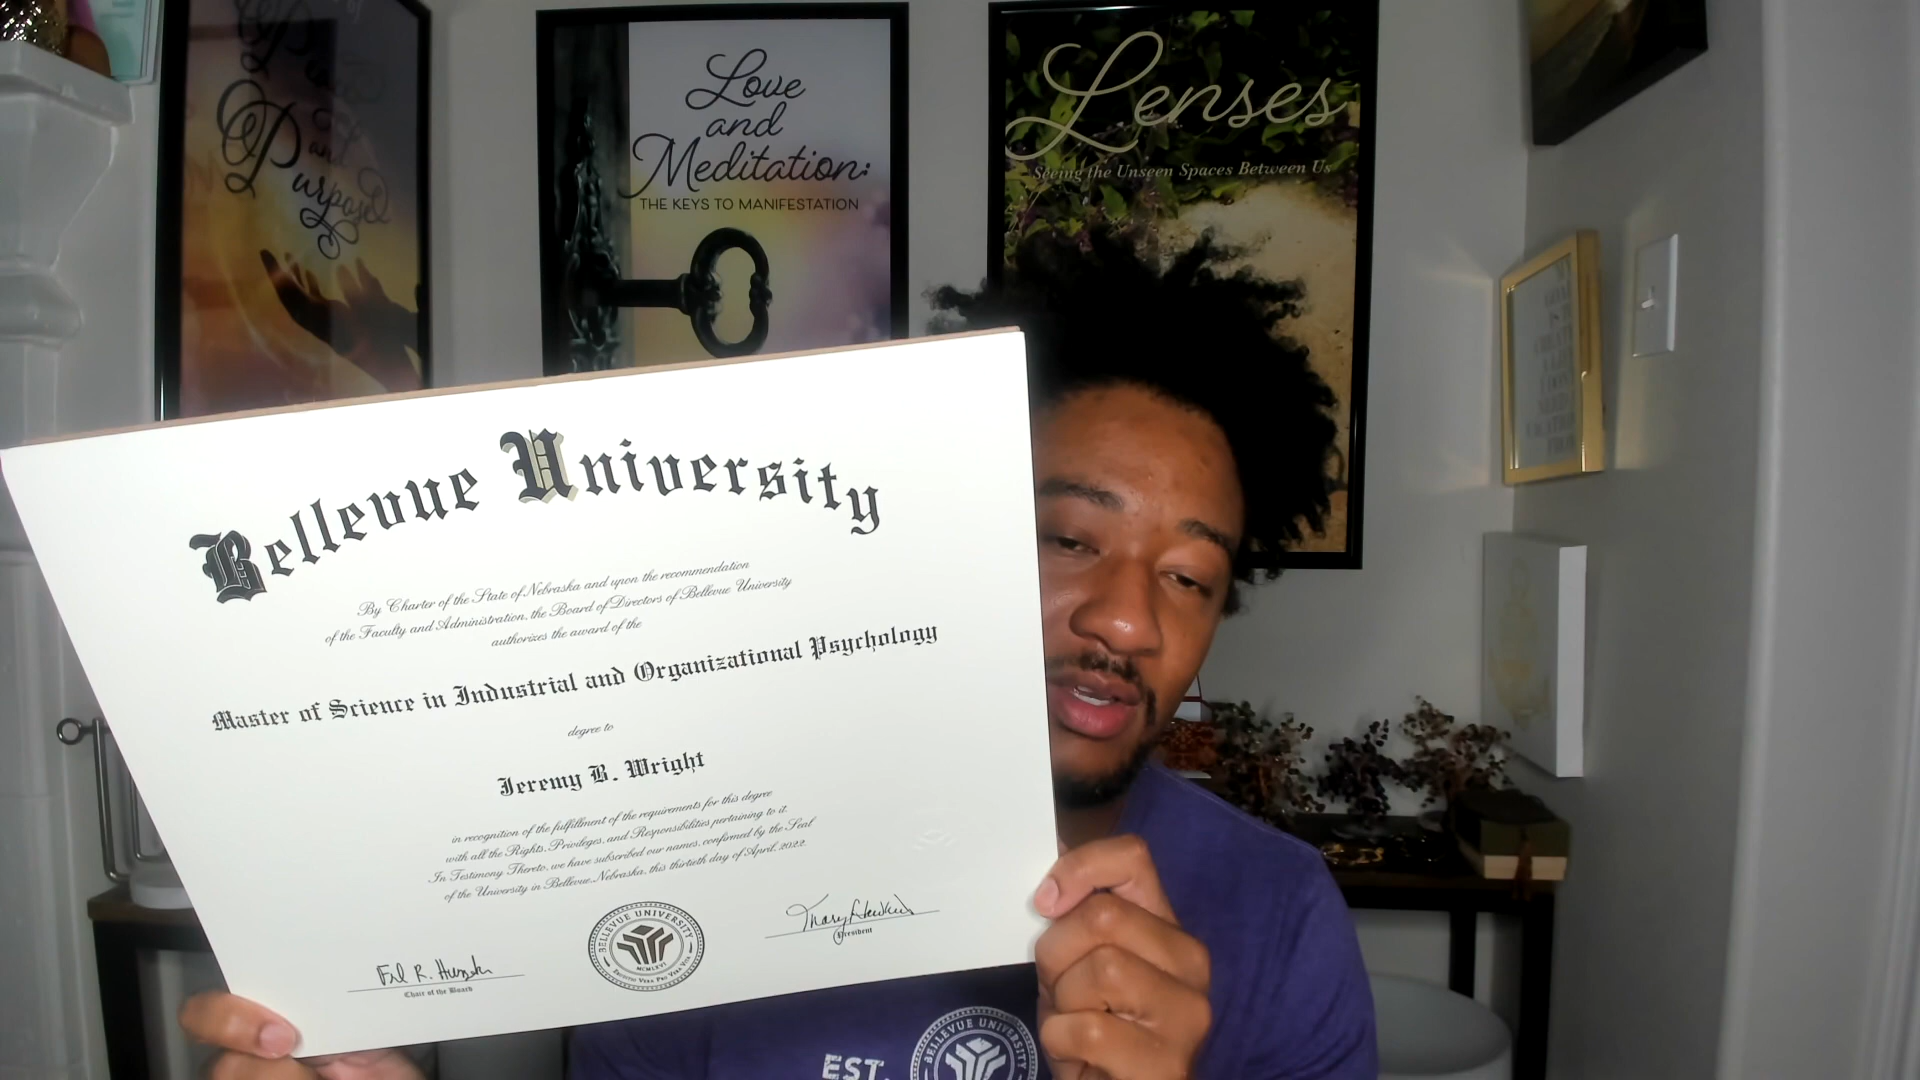 and
Purpose
Love
and
Meditation:
THE KEYS TO MANIFESTATION
Lenses
Seeing the Unseen Spaces Between Us
Bellevue University
By Charter of the State of Nebraska and upon the recommendation
of the Faculty and Administration, the Board of Directors of Bellevue University
authorizes the award of the
Master of Science in Industrial and Organizational Psychology
degree to
Jeremy B. Wright
in recognition of the fulfillment of the requirements for this degree
with all the Rights, Privileges, and Responsibilities pertaining to it.
In Testimony Thereto, we have subscribed our names, confirmed by the Seal
of the University in Bellevue, Nebraska, this thirtieth day of April, 2022
Chair of the Board
BELLEVUE UNIVERSITY
MCMLXVI
President
EST.
BELLEVUE UNIVERSITY